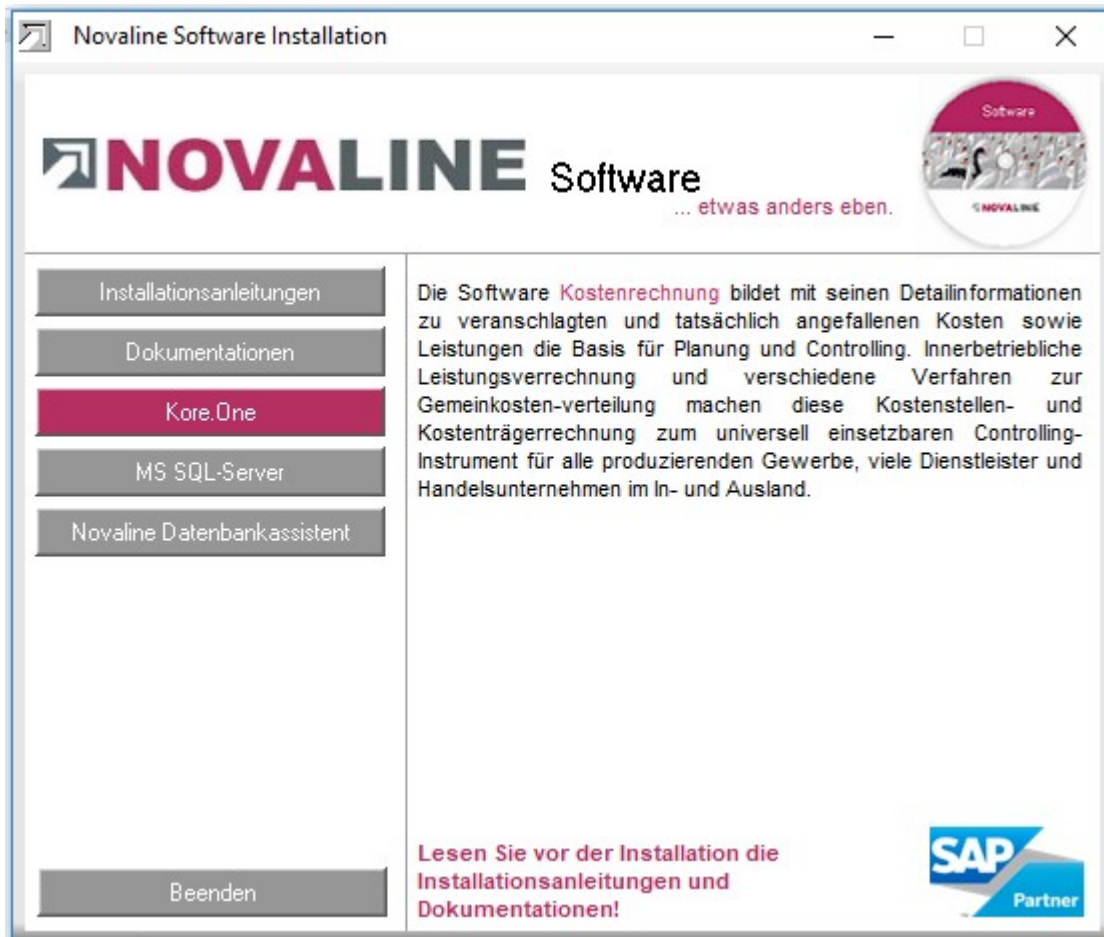 Novaline Software Installation
NOVALINE Software
... etwas anders eben.
Software
NOVALINE
Installationsanleitungen
Dokumentationen
Kore.One
MS SQL-Server
Novaline Datenbankassistent
Beenden
Die Software Kostenrechnung bildet mit seinen Detailinformationen
zu veranschlagten und tatsächlich angefallenen Kosten sowie
Leistungen die Basis für Planung und Controlling. Innerbetriebliche
Leistungsverrechnung und verschiedene Verfahren zur
Gemeinkosten-verteilung machen diese Kostenstellen- und
Kostenträgerrechnung zum universell einsetzbaren Controlling-
Instrument für alle produzierenden Gewerbe, viele Dienstleister und
Handelsunternehmen im In- und Ausland.
Lesen Sie vor der Installation die
Installationsanleitungen und
Dokumentationen!
SAP
Partner